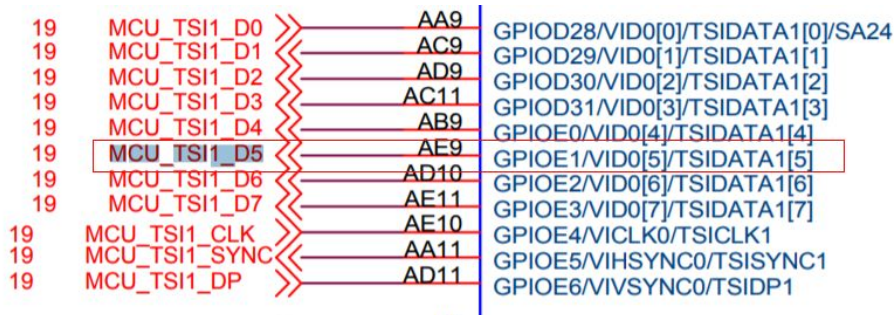 19 MCU_TSI1_D0 AA9 GPIOD28/VID0[0]/TSIDATA1[0]/SA24
19 MCU_TSI1_D1 AC9 GPIOD29/VID0[1]/TSIDATA1[1]
19 MCU_TSI1_D2 AD9 GPIOD30/VID0[2]/TSIDATA1[2]
19 MCU_TSI1_D3 AC11 GPIOD31/VID0[3]/TSIDATA1[3]
19 MCU_TSI1_D4 AB9 GPIOE0/VID0[4]/TSIDATA1[4]
19 MCU_TSI1_D5 AE9 GPIOE1/VID0[5]/TSIDATA1[5]
19 MCU_TSI1_D6 AD10 GPIOE2/VID0[6]/TSIDATA1[6]
19 MCU_TSI1_D7 AE11 GPIOE3/VID0[7]/TSIDATA1[7]
19 MCU_TSI1_CLK AE10 GPIOE4/VICLK0/TSICLK1
19 MCU_TSI1_SYNC AA11 GPIOE5/VIHSYNC0/TSISYNC1
19 MCU_TSI1_DP AD11 GPIOE6/VIVSYNC0/TSIDP1